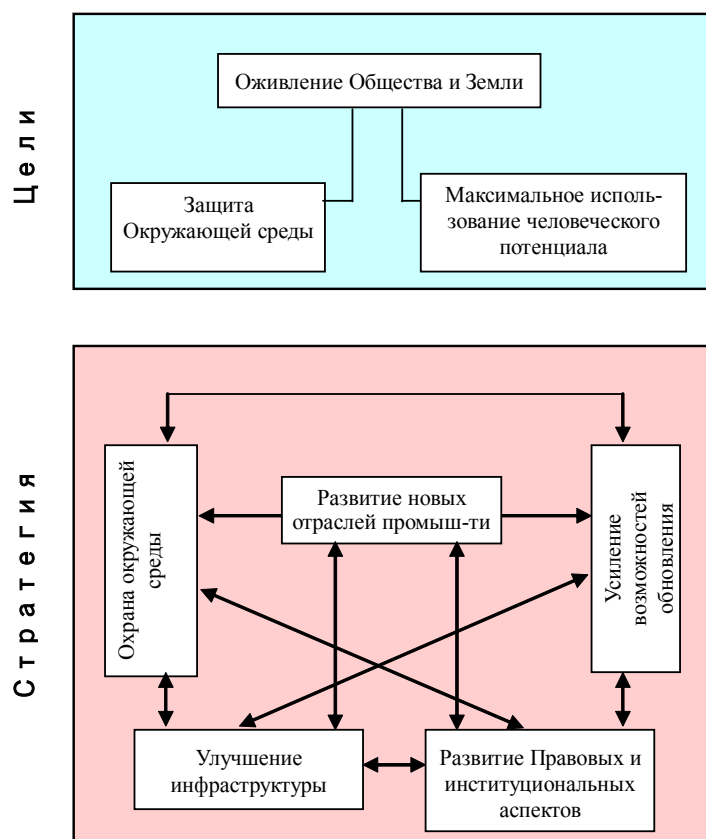 Цели
Оживление Общества и Земли
Защита
Окружающей среды
Максимальное исполь-
зование человеческого
потенциала
Стратегия
Охрана окружающей
среды
Развитие новых
отраслей промыш-ти
Усиление
возможностей
обновления
Улучшение
инфраструктуры
Развитие Правовых и
институциональных
аспектов